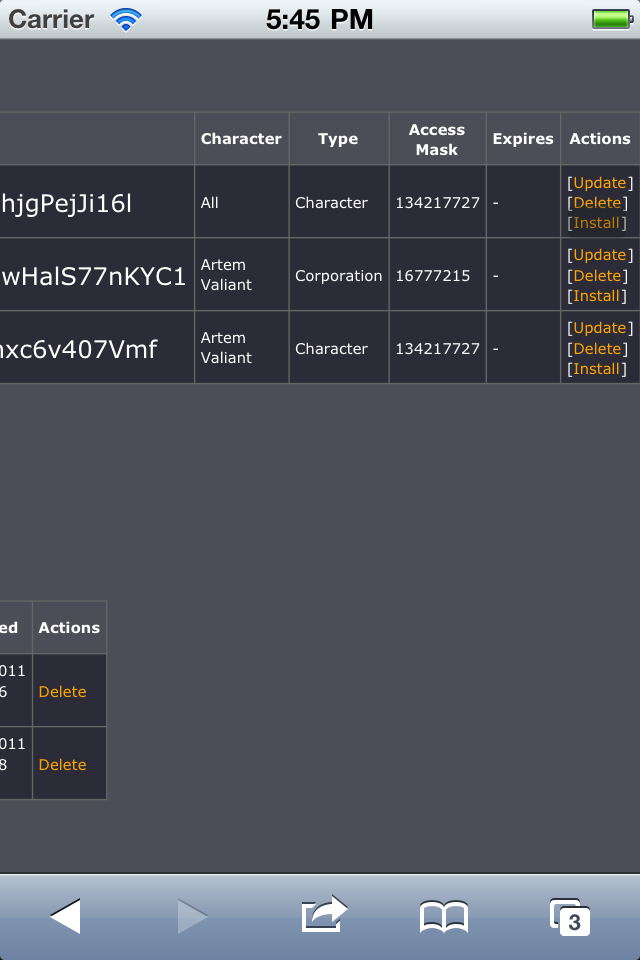 Carrier 5:45 PM
Character Type Access Mask Expires Actions
hjgPejJi16l All Character 134217727 - [Update] [Delete] [Install]
wHalS77nKYC1 Artem Valiant Corporation 16777215 - [Update] [Delete] [Install]
xc6v407Vmf Artem Valiant Character 134217727 - [Update] [Delete] [Install]
ed Actions
011 6 Delete
011 8 Delete
3